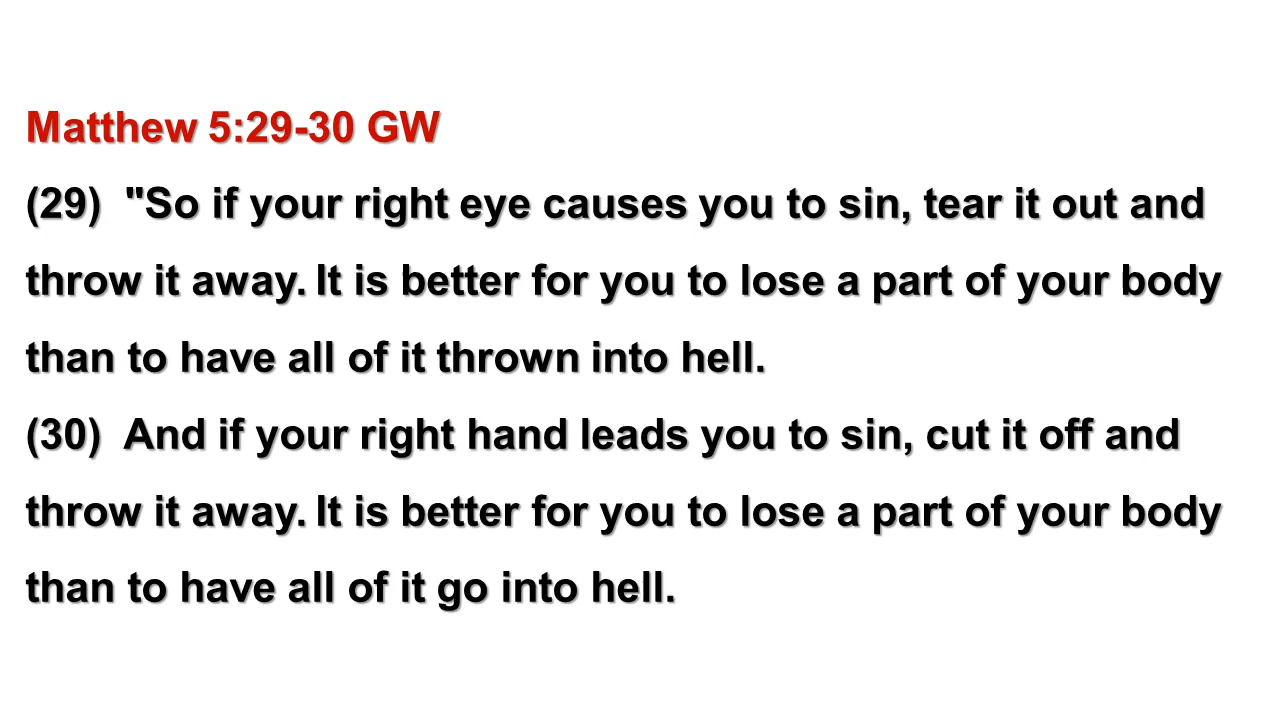 Matthew 5:29-30 GW
(29)  "So if your right eye causes you to sin, tear it out and
throw it away. It is better for you to lose a part of your body
than to have all of it thrown into hell.
(30)  And if your right hand leads you to sin, cut it off and
throw it away. It is better for you to lose a part of your body
than to have all of it go into hell.